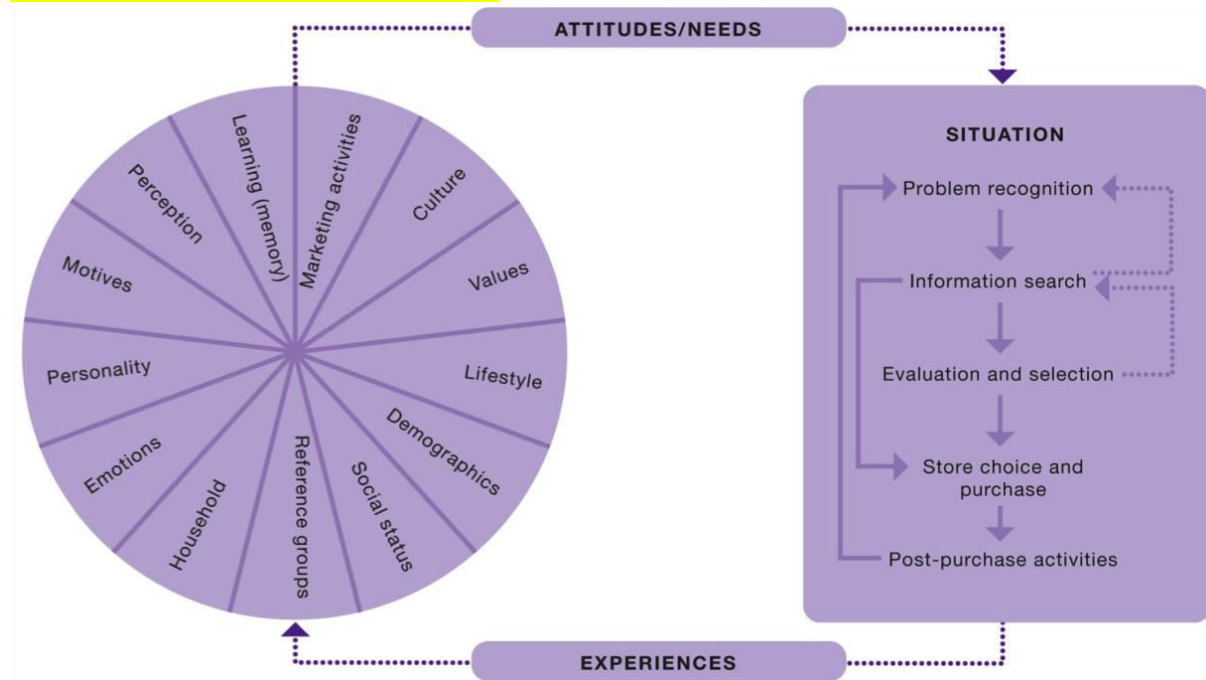 ATTITUDES/NEEDS
Learning (memory)
Marketing activities
Culture
Values
Lifestyle
Demographics
Social status
Reference groups
Household
Emotions
Personality
Motives
Perception
SITUATION
Problem recognition
Information search
Evaluation and selection
Store choice and
purchase
Post-purchase activities
EXPERIENCES